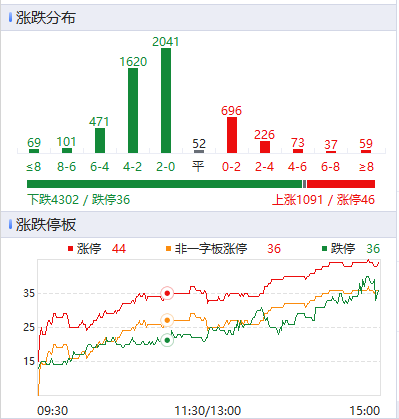 涨跌分布
69 101 471 1620 2041 52 696 226 73 37 59
≤8 8-6 6-4 4-2 2-0 平 0-2 2-4 4-6 6-8 ≥8
下跌4302 / 跌停36 上涨1091 / 涨停46
涨跌停板
涨停 44 非一字板涨停 36 跌停 36
35
25
15
09:30 11:30/13:00 15:00